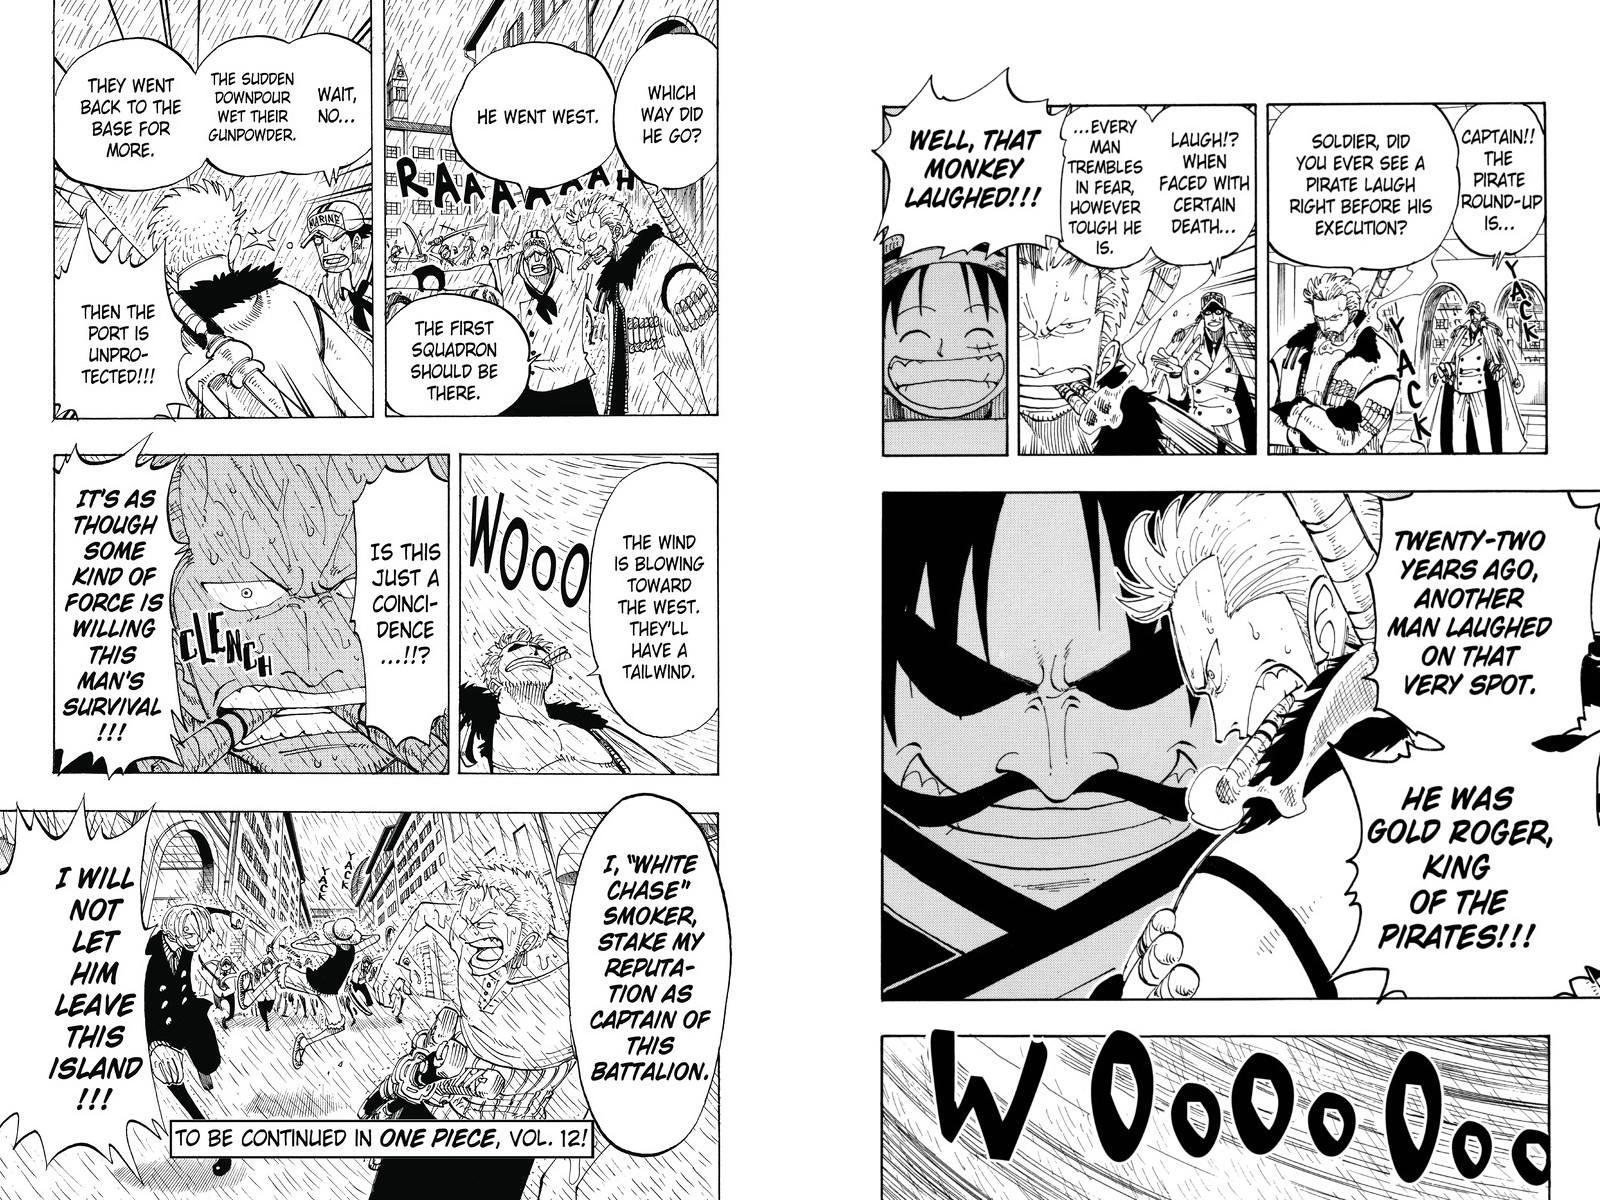 CAPTAIN!!
THE
PIRATE
ROUND-UP
IS...
SOLDIER, DID
YOU EVER SEE A
PIRATE LAUGH
RIGHT BEFORE HIS
EXECUTION?
YACK
YACK
LAUGH!?
WHEN
FACED WITH
CERTAIN
DEATH...
...EVERY
MAN
TREMBLES
IN FEAR,
HOWEVER
TOUGH HE
IS.
WELL, THAT
MONKEY
LAUGHED!!!
TWENTY-TWO
YEARS AGO,
ANOTHER
MAN LAUGHED
ON THAT
VERY SPOT.
HE WAS
GOLD ROGER,
KING
OF THE
PIRATES!!!
WOOOOOOO
WHICH
WAY DID
HE GO?
HE WENT WEST.
RAAAAAAAH
THE FIRST
SQUADRON
SHOULD BE
THERE.
WAIT,
NO...
THE SUDDEN
DOWNPOUR
WET THEIR
GUNPOWDER.
THEY WENT
BACK TO THE
BASE FOR
MORE.
MARINE
THEN THE
PORT IS
UNPRO-
TECTED!!!
THE WIND
IS BLOWING
TOWARD
THE WEST.
THEY'LL
HAVE A
TAILWIND.
WOOO
IS THIS
JUST A
COINCI-
DENCE
...!!?
CLENCH
IT'S AS
THOUGH
SOME
KIND OF
FORCE IS
WILLING
THIS
MAN'S
SURVIVAL
!!!
I, "WHITE
CHASE"
SMOKER,
STAKE MY
REPUTA-
TION AS
CAPTAIN OF
THIS
BATTALION.
YACK
YACK
I WILL
NOT
LET
HIM
LEAVE
THIS
ISLAND
!!!
TO BE CONTINUED IN ONE PIECE, VOL. 12!